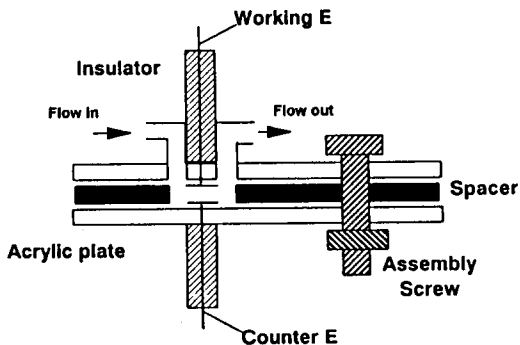 Working E
Insulator
Flow in
Flow out
Spacer
Acrylic plate
Assembly
Screw
Counter E